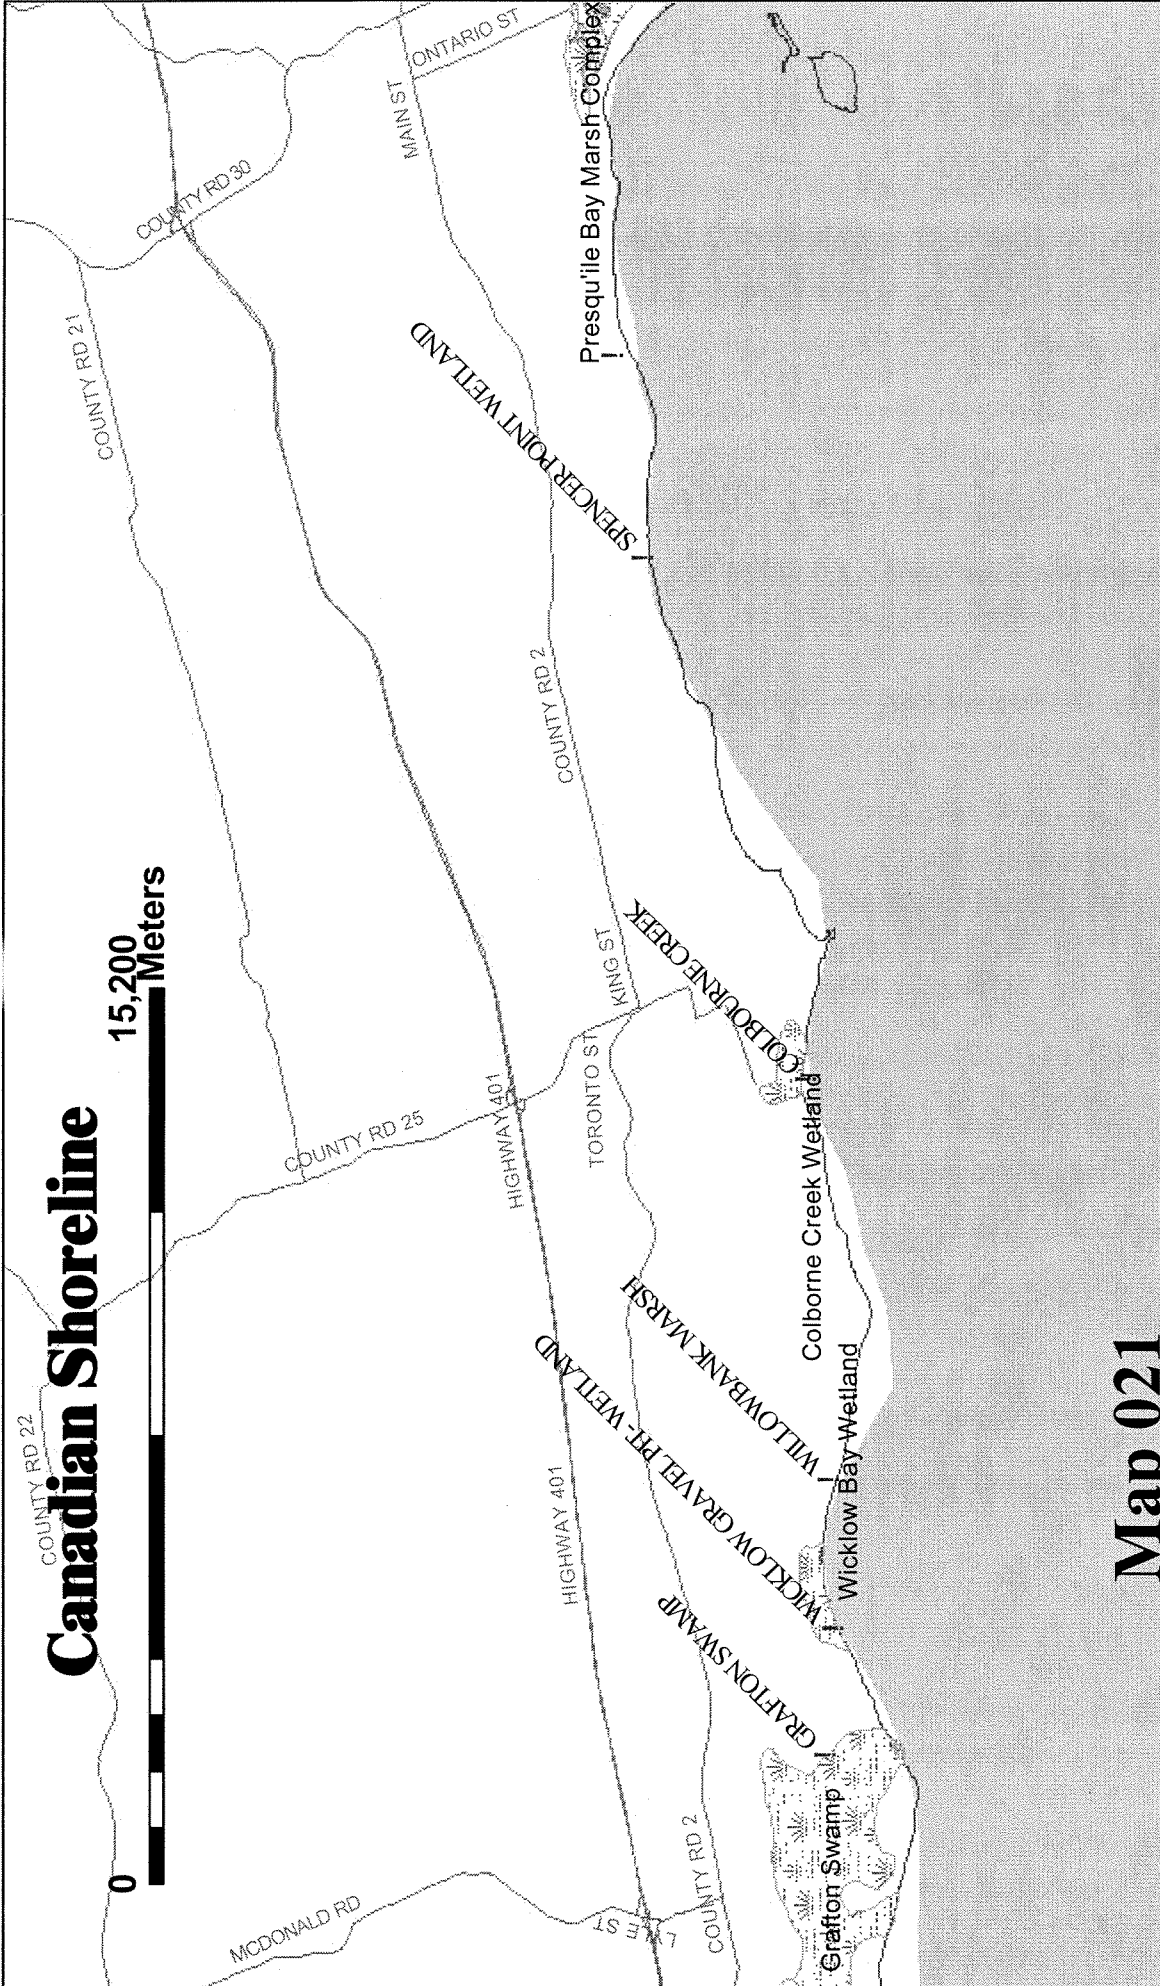 Canadian Shoreline
0
15,200
Meters
COUNTY RD 22
COUNTY RD 21
COUNTY RD 30
COUNTY RD 25
MCDONALD RD
LYLE ST
HIGHWAY 401
HIGHWAY 401
MAIN ST
ONTARIO ST
COUNTY RD 2
COUNTY RD 2
KING ST
TORONTO ST
GRAFTON SWAMP
WICKLOW GRAVEL PIT - WETLAND
WILLOWBANK MARSH
COLBOURNE CREEK
SPENCER POINT WETLAND
Grafton Swamp
Wicklow Bay Wetland
Colborne Creek Wetland
Presqu'ile Bay Marsh Complex
Map 021